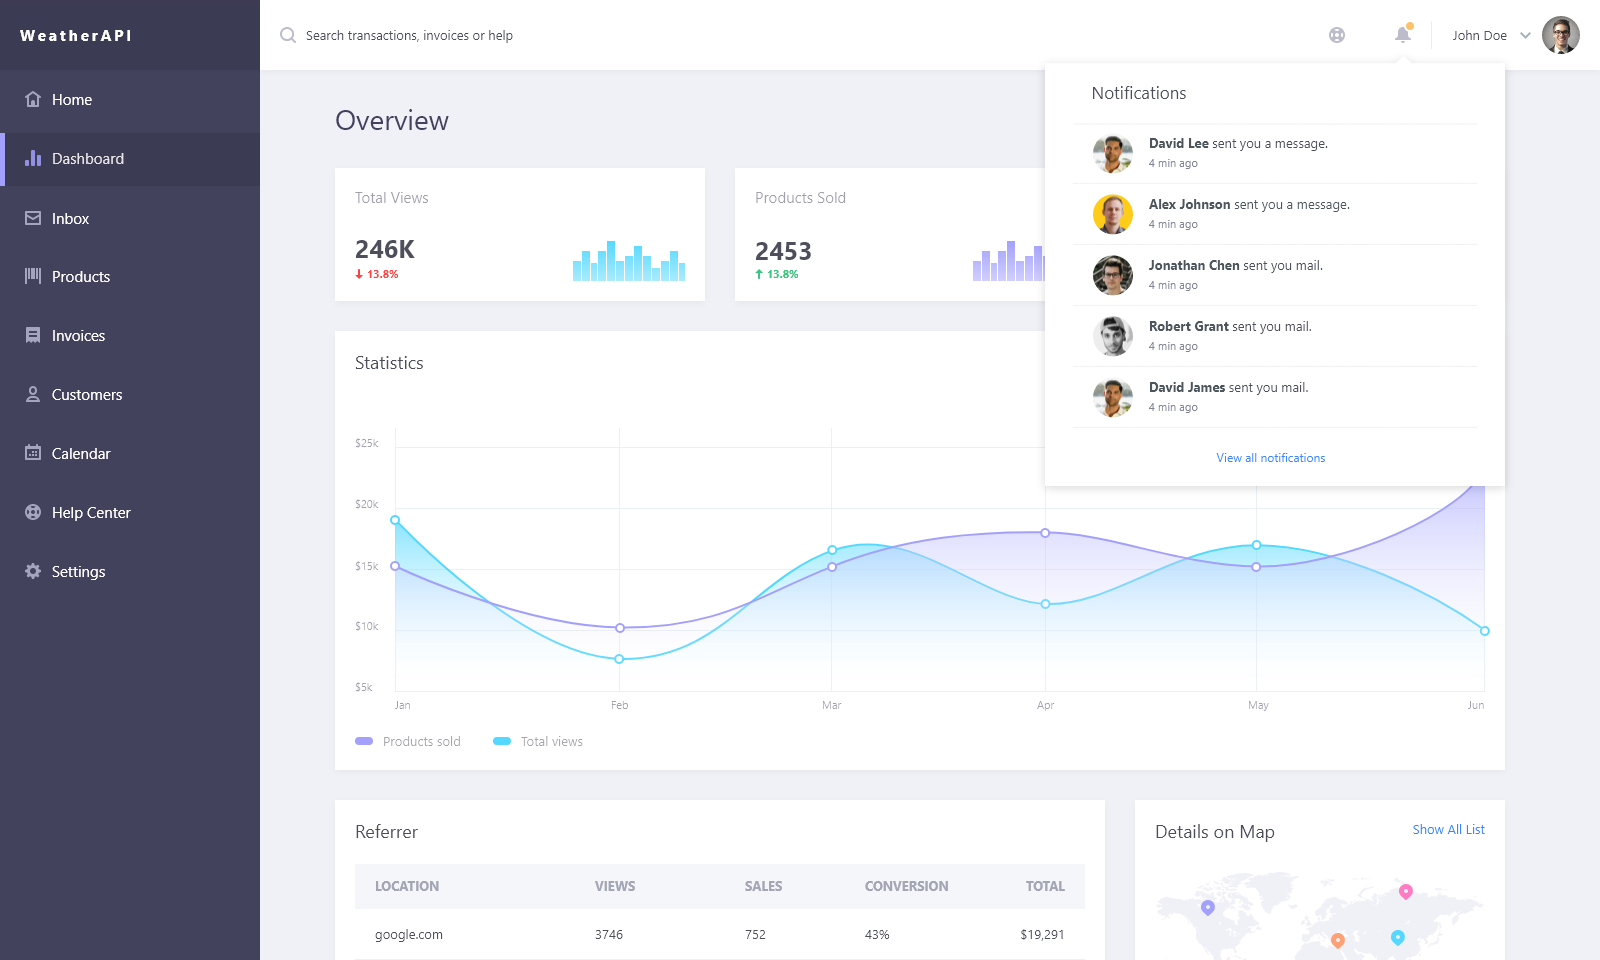 WeatherAPI
Search transactions, invoices or help
John Doe
Home
Dashboard
Inbox
Products
Invoices
Customers
Calendar
Help Center
Settings
Overview
Total Views
246K
13.8%
Products Sold
2453
13.8%
Notifications
David Lee sent you a message.
4 min ago
Alex Johnson sent you a message.
4 min ago
Jonathan Chen sent you mail.
4 min ago
Robert Grant sent you mail.
4 min ago
David James sent you mail.
4 min ago
View all notifications
Statistics
$25k
$20k
$15k
$10k
$5k
Jan Feb Mar Apr May Jun
Products sold Total views
Referrer
LOCATION VIEWS SALES CONVERSION TOTAL
google.com 3746 752 43% $19,291
Details on Map
Show All List